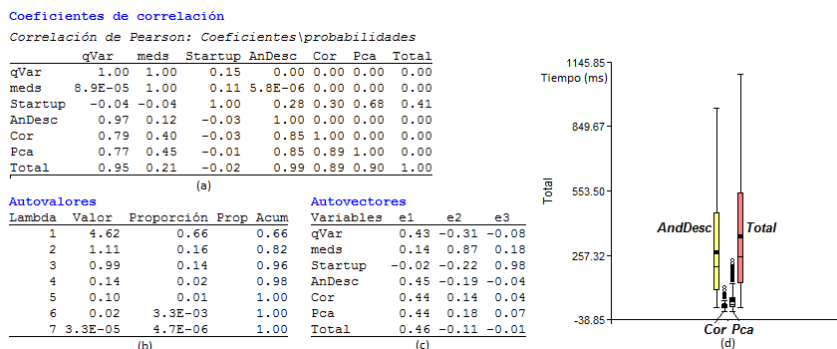 Coeficientes de correlación
Correlación de Pearson: Coeficientes\probabilidades
qVar meds Startup AnDesc Cor Pca Total
qVar 1.00 1.00 0.15 0.00 0.00 0.00 0.00
meds 8.9E-05 1.00 0.11 5.8E-06 0.00 0.00 0.00
Startup -0.04 -0.04 1.00 0.28 0.30 0.68 0.41
AnDesc 0.97 0.12 -0.03 1.00 0.00 0.00 0.00
Cor 0.79 0.40 -0.03 0.85 1.00 0.00 0.00
Pca 0.77 0.45 -0.01 0.85 0.89 1.00 0.00
Total 0.95 0.21 -0.02 0.99 0.89 0.90 1.00
(a)
Autovalores
Lambda Valor Proporción Prop Acum
1 4.62 0.66 0.66
2 1.11 0.16 0.82
3 0.99 0.14 0.96
4 0.14 0.02 0.98
5 0.10 0.01 1.00
6 0.02 3.3E-03 1.00
7 3.3E-05 4.7E-06 1.00
(b)
Autovectores
Variables e1 e2 e3
qVar 0.43 -0.31 -0.08
meds 0.14 0.87 0.18
Startup -0.02 -0.22 0.98
AnDesc 0.45 -0.19 -0.04
Cor 0.44 0.14 0.04
Pca 0.44 0.18 0.07
Total 0.46 -0.11 -0.01
(c)
1145.85
Tiempo (ms)
849.67
553.50
257.32
-38.85
Total
AndDesc
Total
Cor Pca
(d)